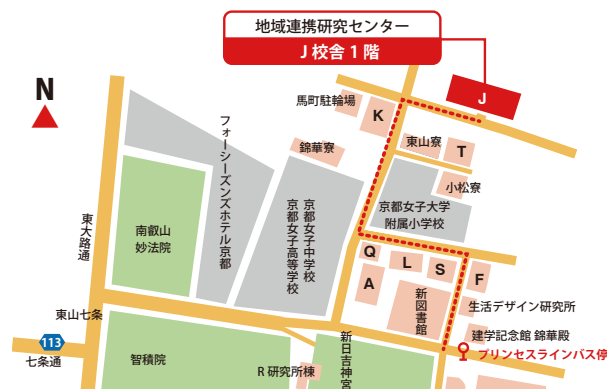 地域連携研究センター
J 校舎 1 階
N
馬町駐輪場
K
J
錦華寮
東山寮
T
小松寮
フォーシーズンズホテル京都
京都女子中学校
京都女子高等学校
京都女子大学
附属小学校
東大路通
南叡山
妙法院
Q
A
L
S
F
新図書館
生活デザイン研究所
建学記念館 錦華殿
プリンセスラインバス停
東山七条
113
七条通
智積院
R 研究所棟
新日吉神宮